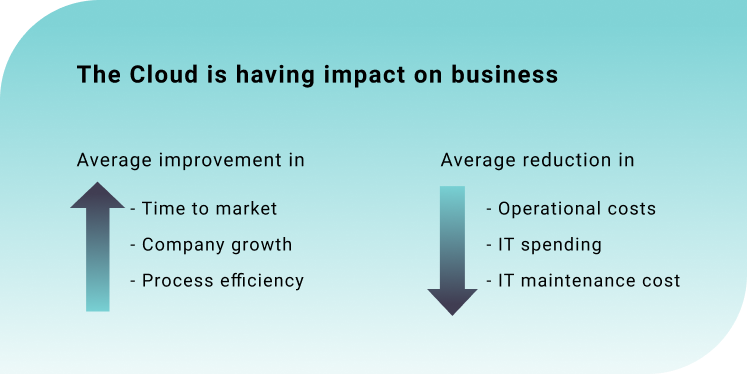 The Cloud is having impact on business
Average improvement in
- Time to market
- Company growth
- Process efficiency
Average reduction in
- Operational costs
- IT spending
- IT maintenance cost